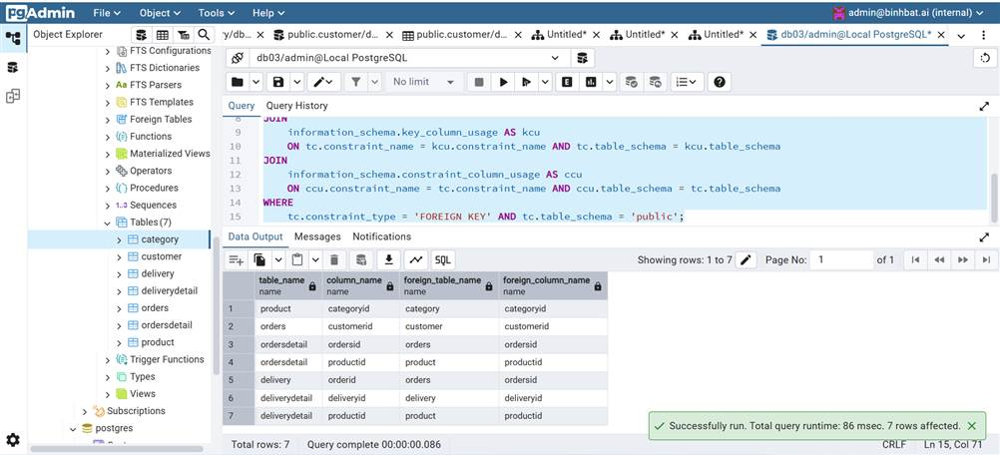 pgAdmin File Object Tools Help admin@binhbat.ai (internal)
Object Explorer
y/db... public.customer/d... public.customer/d... Untitled* Untitled* Untitled* db03/admin@Local PostgreSQL*
db03/admin@Local PostgreSQL
No limit
Query Query History
FTS Configurations
FTS Dictionaries
Aa FTS Parsers
FTS Templates
Foreign Tables
Functions
Materialized Views
Operators
Procedures
1..3 Sequences
Tables (7)
category
customer
delivery
deliverydetail
orders
ordersdetail
product
Trigger Functions
Types
Views
Subscriptions
postgres
8 JOIN
9 information_schema.key_column_usage AS kcu
10 ON tc.constraint_name = kcu.constraint_name AND tc.table_schema = kcu.table_schema
11 JOIN
12 information_schema.constraint_column_usage AS ccu
13 ON ccu.constraint_name = tc.constraint_name AND ccu.table_schema = tc.table_schema
14 WHERE
15 tc.constraint_type = 'FOREIGN KEY' AND tc.table_schema = 'public';
Data Output Messages Notifications
SQL Showing rows: 1 to 7 Page No: 1 of 1
table_name column_name foreign_table_name foreign_column_name
name name name name
1 product categoryid category categoryid
2 orders customerid customer customerid
3 ordersdetail ordersid orders ordersid
4 ordersdetail productid product productid
5 delivery orderid orders ordersid
6 deliverydetail deliveryid delivery deliveryid
7 deliverydetail productid product productid
Successfully run. Total query runtime: 86 msec. 7 rows affected.
Total rows: 7 Query complete 00:00:00.086 CRLF Ln 15, Col 71